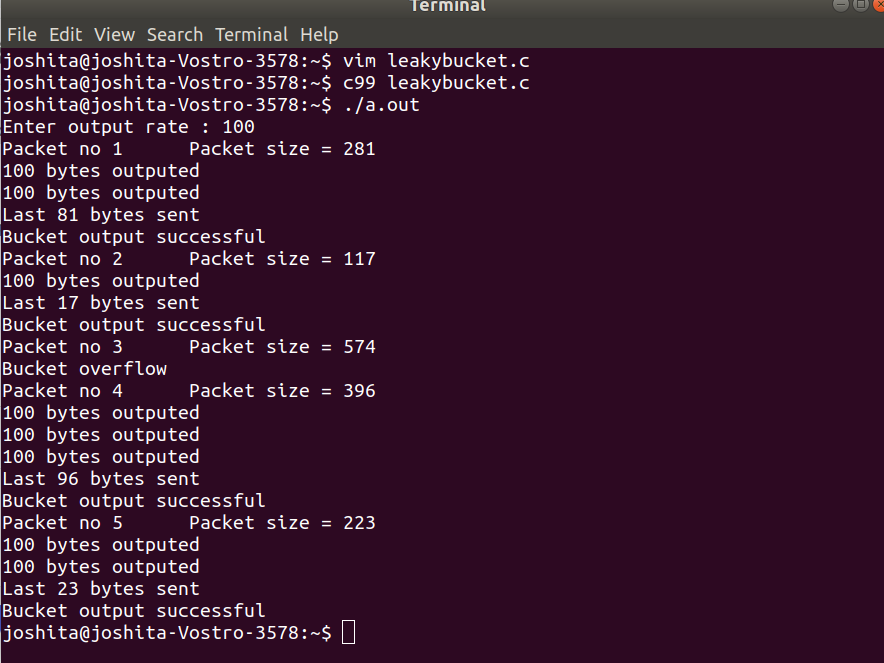 Terminal
File Edit View Search Terminal Help
joshita@joshita-Vostro-3578:~$ vim leakybucket.c
joshita@joshita-Vostro-3578:~$ c99 leakybucket.c
joshita@joshita-Vostro-3578:~$ ./a.out
Enter output rate : 100
Packet no 1      Packet size = 281
100 bytes outputed
100 bytes outputed
Last 81 bytes sent
Bucket output successful
Packet no 2      Packet size = 117
100 bytes outputed
Last 17 bytes sent
Bucket output successful
Packet no 3      Packet size = 574
Bucket overflow
Packet no 4      Packet size = 396
100 bytes outputed
100 bytes outputed
100 bytes outputed
Last 96 bytes sent
Bucket output successful
Packet no 5      Packet size = 223
100 bytes outputed
100 bytes outputed
Last 23 bytes sent
Bucket output successful
joshita@joshita-Vostro-3578:~$